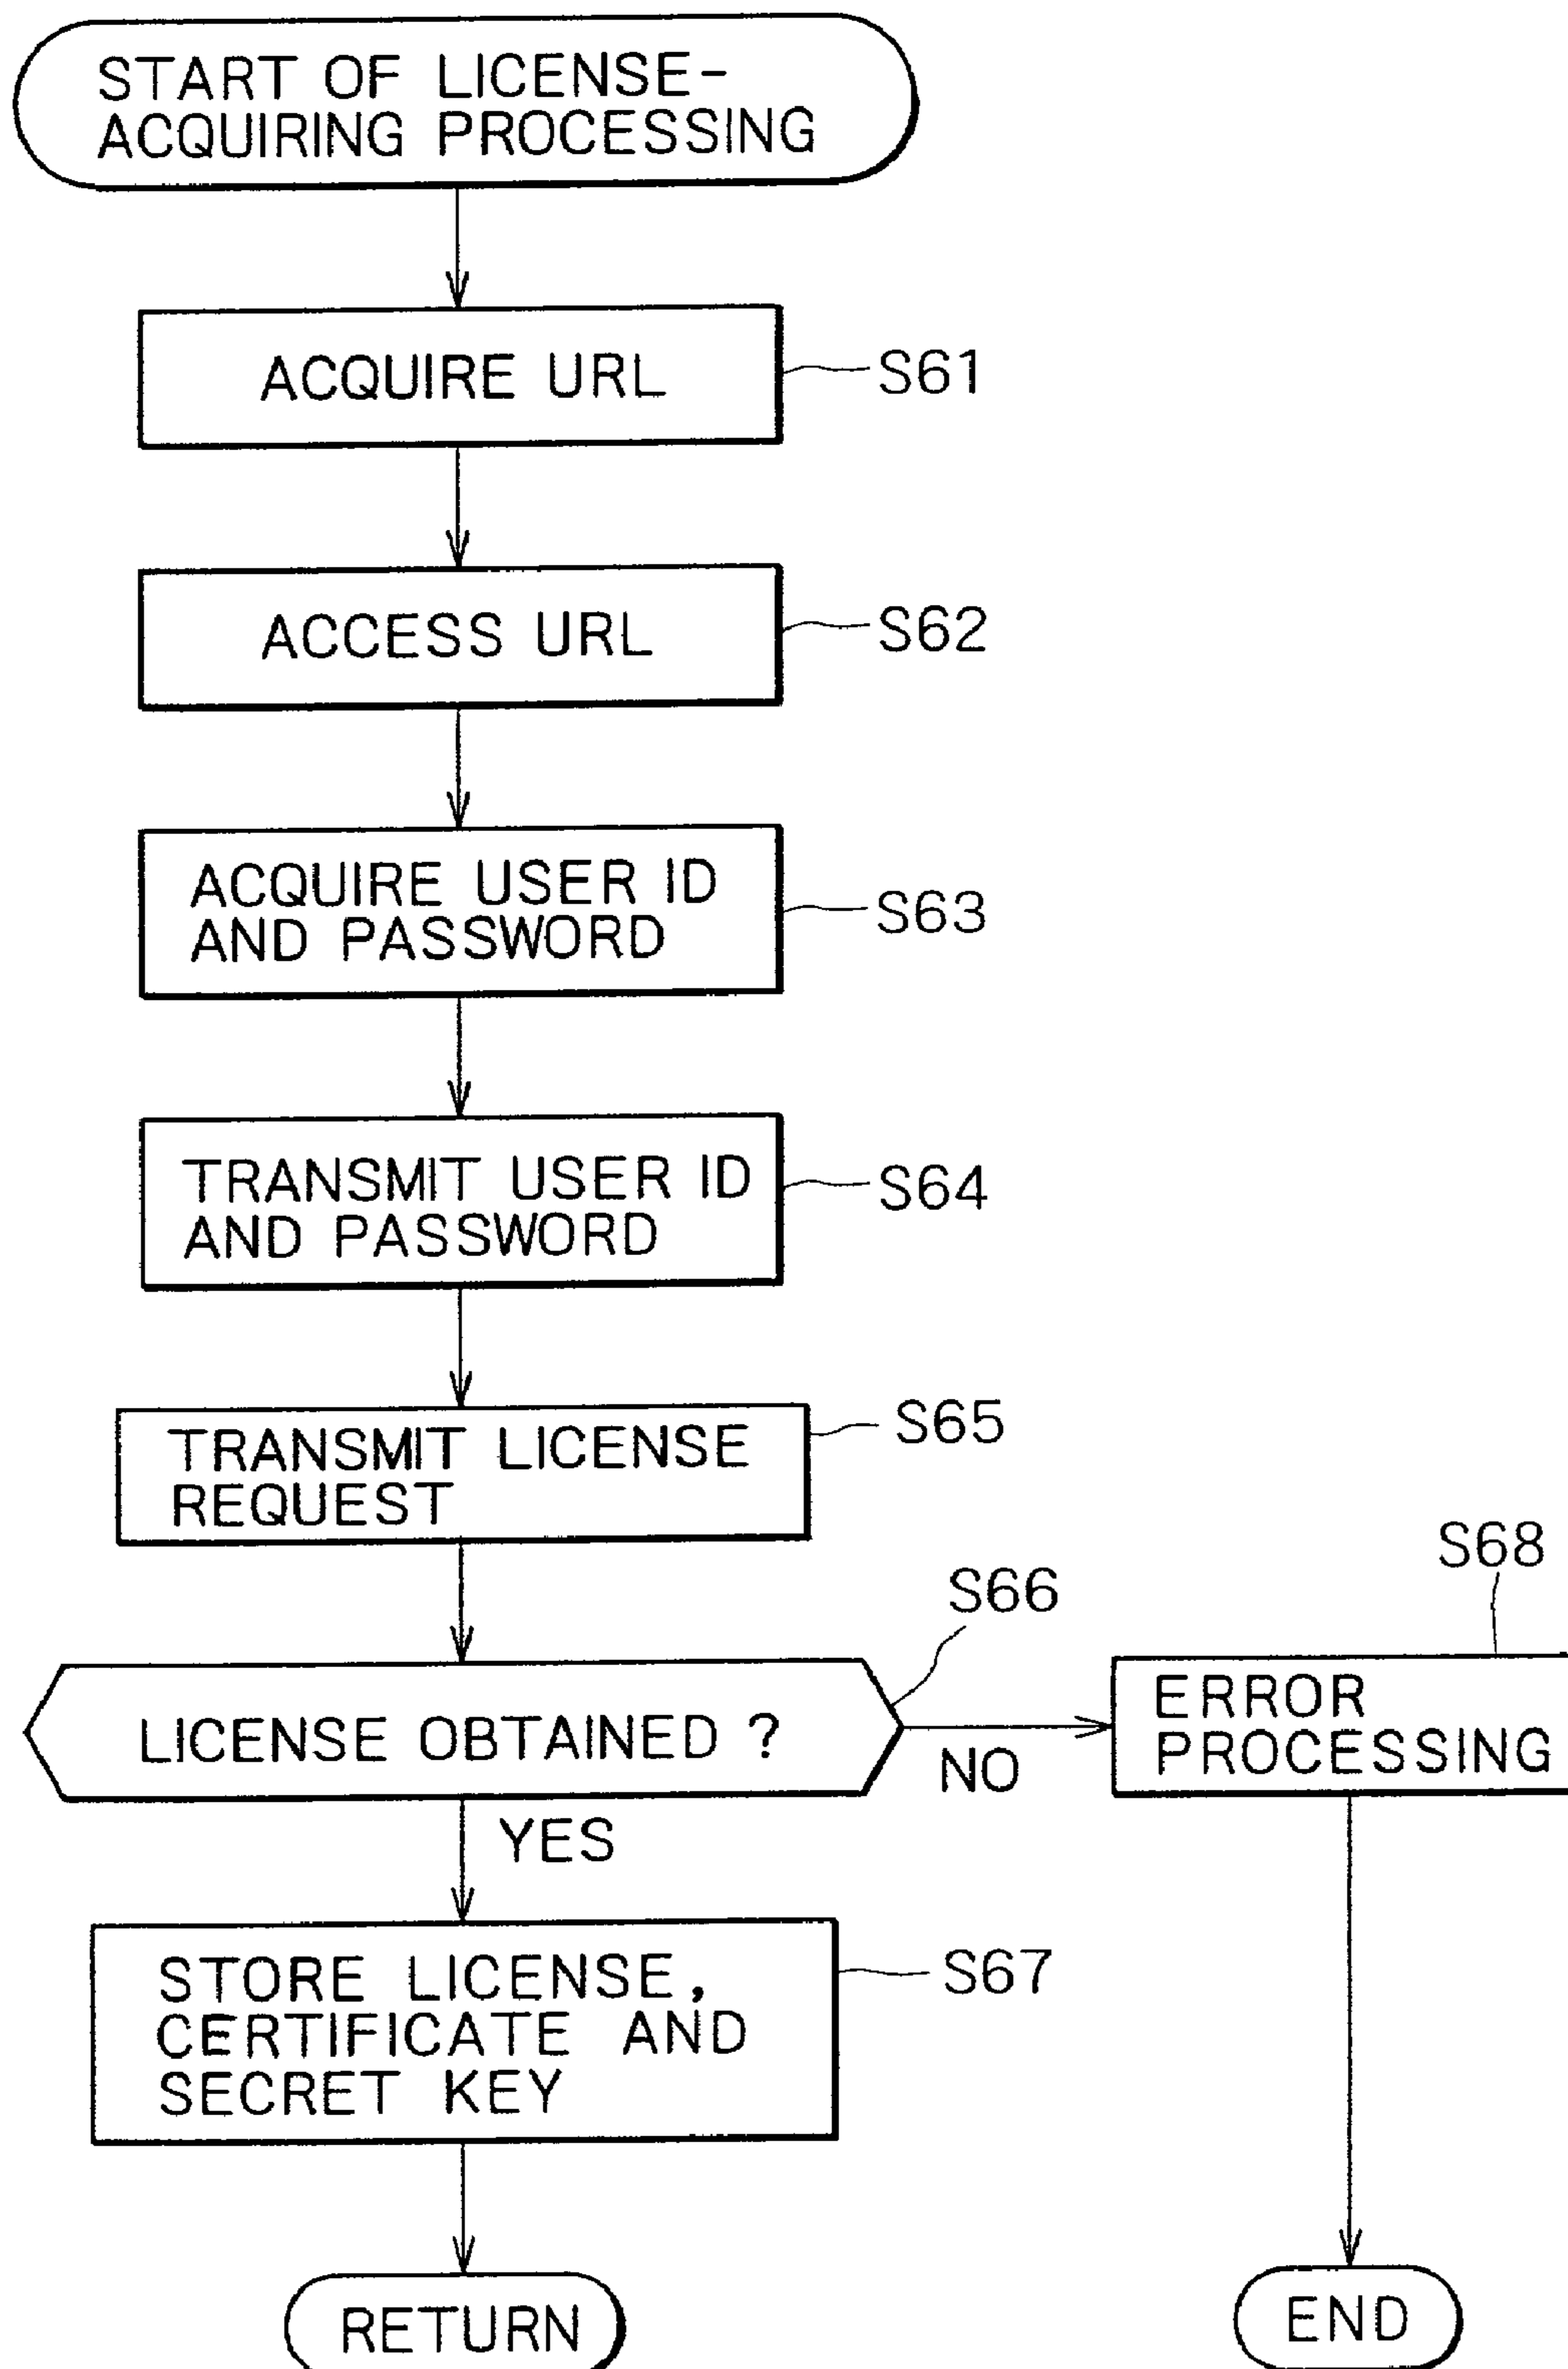 START OF LICENSE-
ACQUIRING PROCESSING
ACQUIRE URL
S61
ACCESS URL
S62
ACQUIRE USER ID
AND PASSWORD
S63
TRANSMIT USER ID
AND PASSWORD
S64
TRANSMIT LICENSE
REQUEST
S65
LICENSE OBTAINED ?
S66
NO
S68
ERROR
PROCESSING
YES
STORE LICENSE,
CERTIFICATE AND
SECRET KEY
S67
RETURN
END